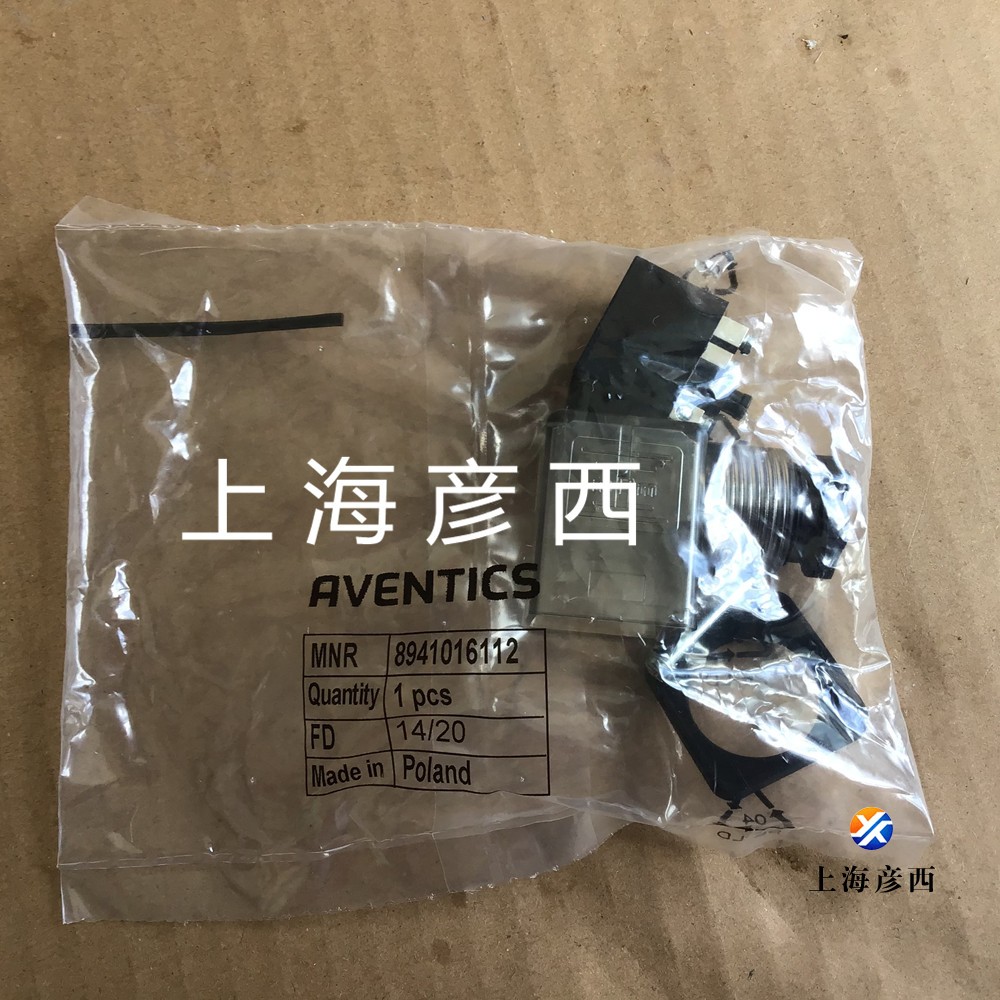 上海彦西
AVENTICS
MNR 8941016112
Quantity 1 pcs
FD 14/20
Made in Poland
04
上海彦西